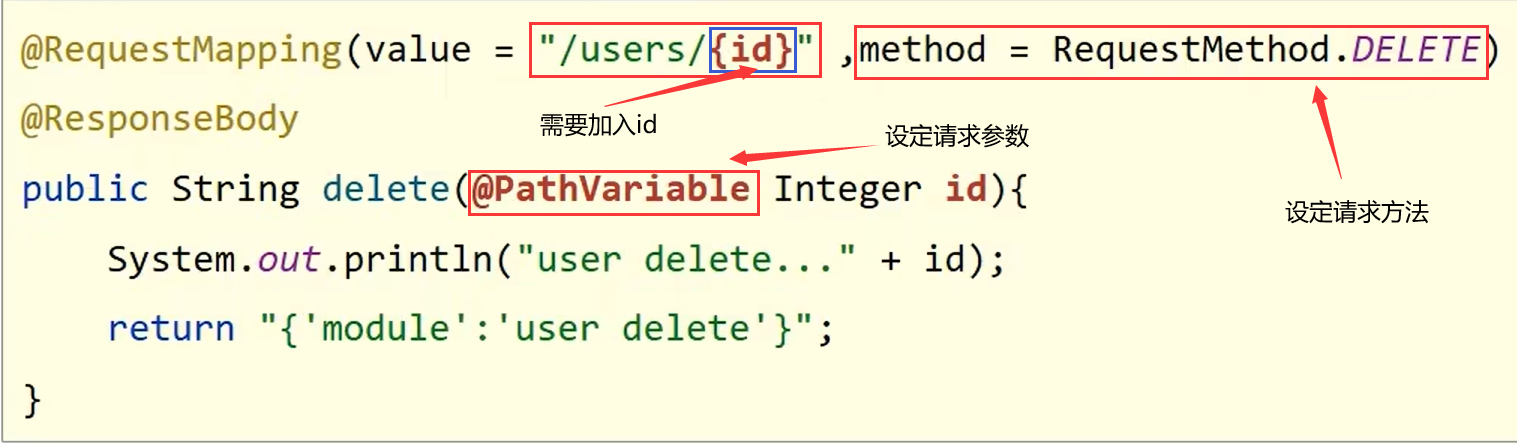 @RequestMapping(value = "/users/{id}" ,method = RequestMethod.DELETE)
需要加入id
@ResponseBody
设定请求参数
public String delete(@PathVariable Integer id){
设定请求方法
System.out.println("user delete..." + id);
return "{'module':'user delete'}";
}